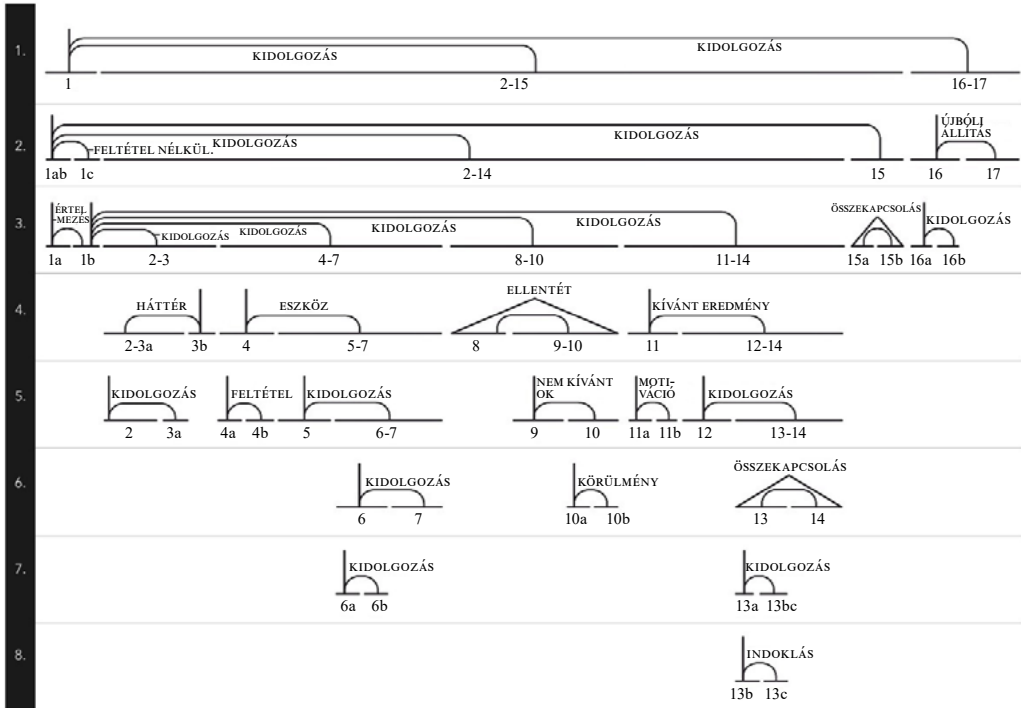 1.
KIDOLGOZÁS
KIDOLGOZÁS
1
2-15
16-17
2.
FELTÉTEL NÉLKÜL.
KIDOLGOZÁS
KIDOLGOZÁS
ÚJBÓLI
ÁLLÍTÁS
1ab
1c
2-14
15
16
17
3.
ÉRTEL-
MEZÉS
KIDOLGOZÁS
KIDOLGOZÁS
KIDOLGOZÁS
KIDOLGOZÁS
ÖSSZEKAPCSOLÁS
KIDOLGOZÁS
1a
1b
2-3
4-7
8-10
11-14
15a
15b
16a
16b
4.
HÁTTÉR
ESZKÖZ
ELLENTÉT
KÍVÁNT EREDMÉNY
2-3a
3b
4
5-7
8
9-10
11
12-14
5.
KIDOLGOZÁS
FELTÉTEL
KIDOLGOZÁS
NEM KÍVÁNT
OK
MOTI-
VÁCIÓ
KIDOLGOZÁS
2
3a
4a
4b
5
6-7
9
10
11a
11b
12
13-14
6.
KIDOLGOZÁS
KÖRÜLMÉNY
ÖSSZEKAPCSOLÁS
6
7
10a
10b
13
14
7.
KIDOLGOZÁS
KIDOLGOZÁS
6a
6b
13a
13bc
8.
INDOKLÁS
13b
13c